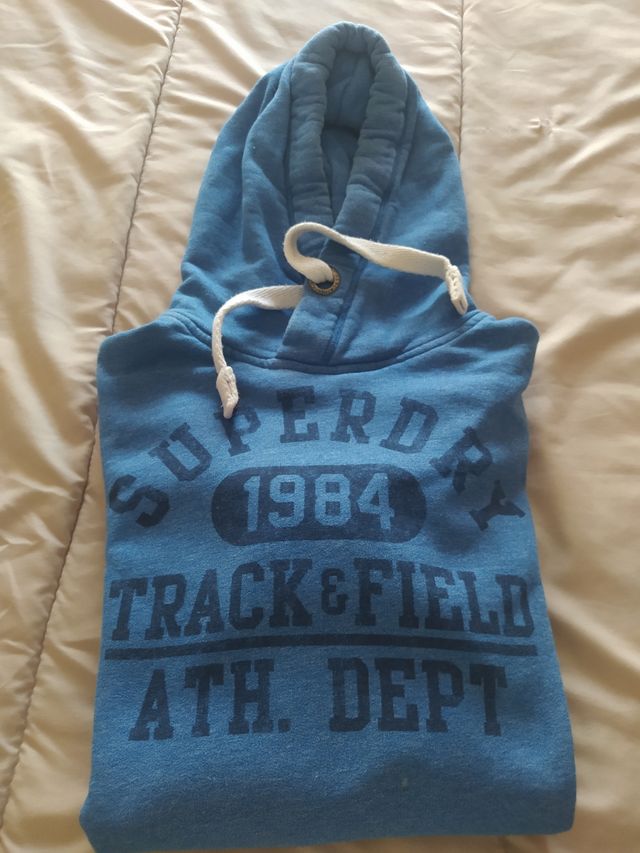 SUPERDRY
1984
TRACK & FIELD
ATH. DEPT